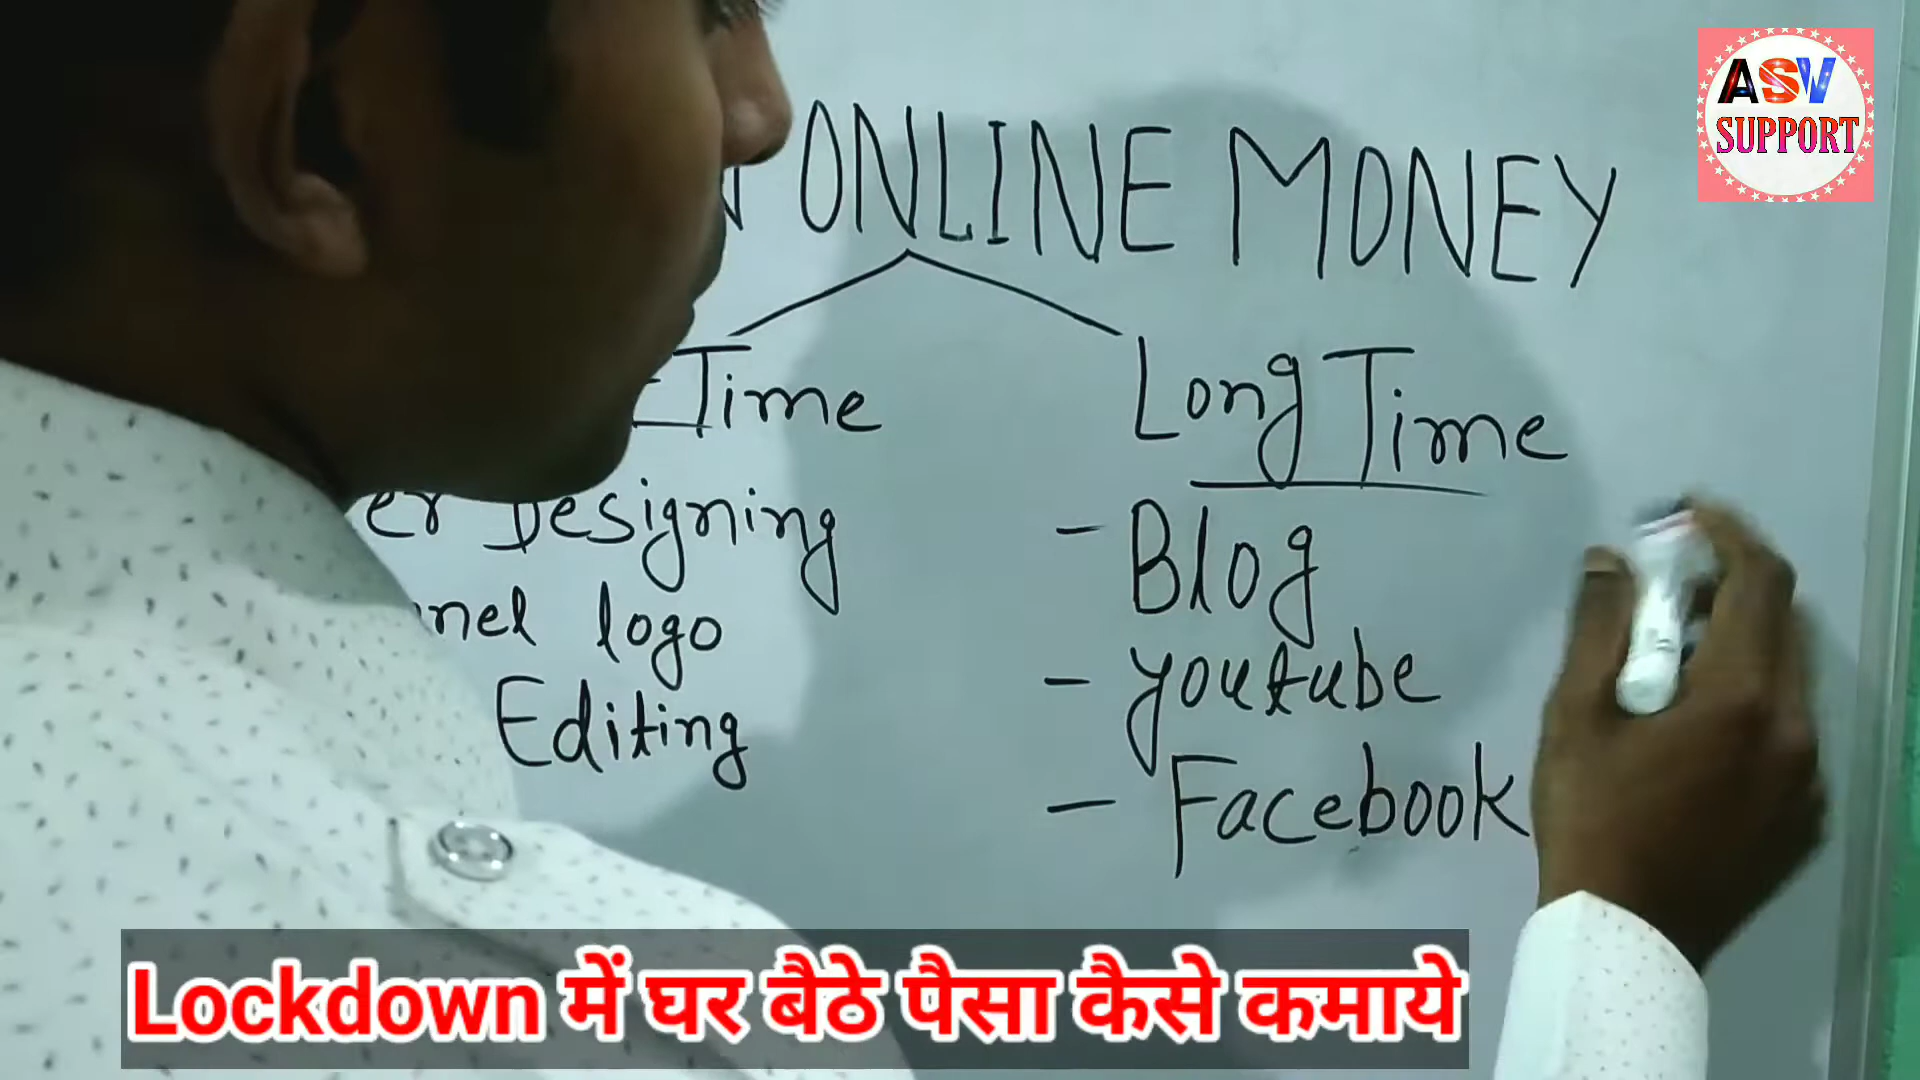 ASV
SUPPORT
ONLINE MONEY
Time
Long Time
Designing
- Blog
logo
- youtube
Editing
- Facebook
Lockdown में घर बैठे पैसा कैसे कमाये